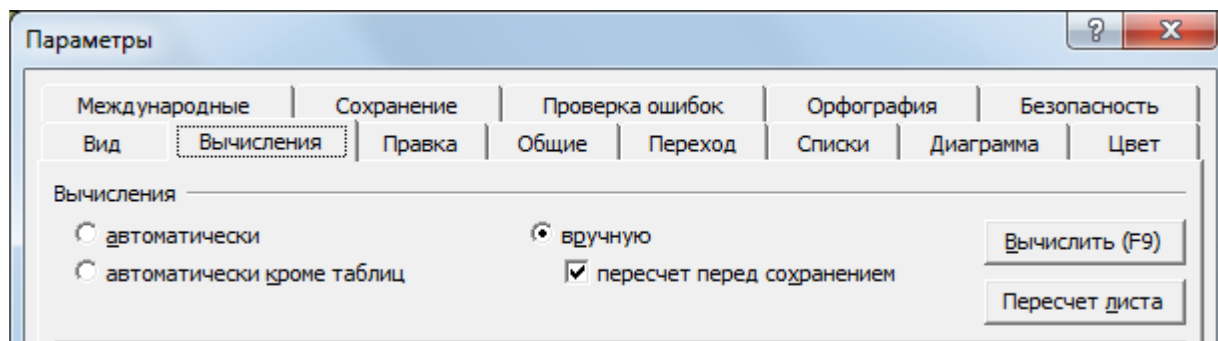 Параметры
Международные Сохранение Проверка ошибок Орфография Безопасность
Вид Вычисления Правка Общие Переход Списки Диаграмма Цвет
Вычисления
автоматически вручную Вычислить (F9)
автоматически кроме таблиц пересчет перед сохранением
Пересчет листа